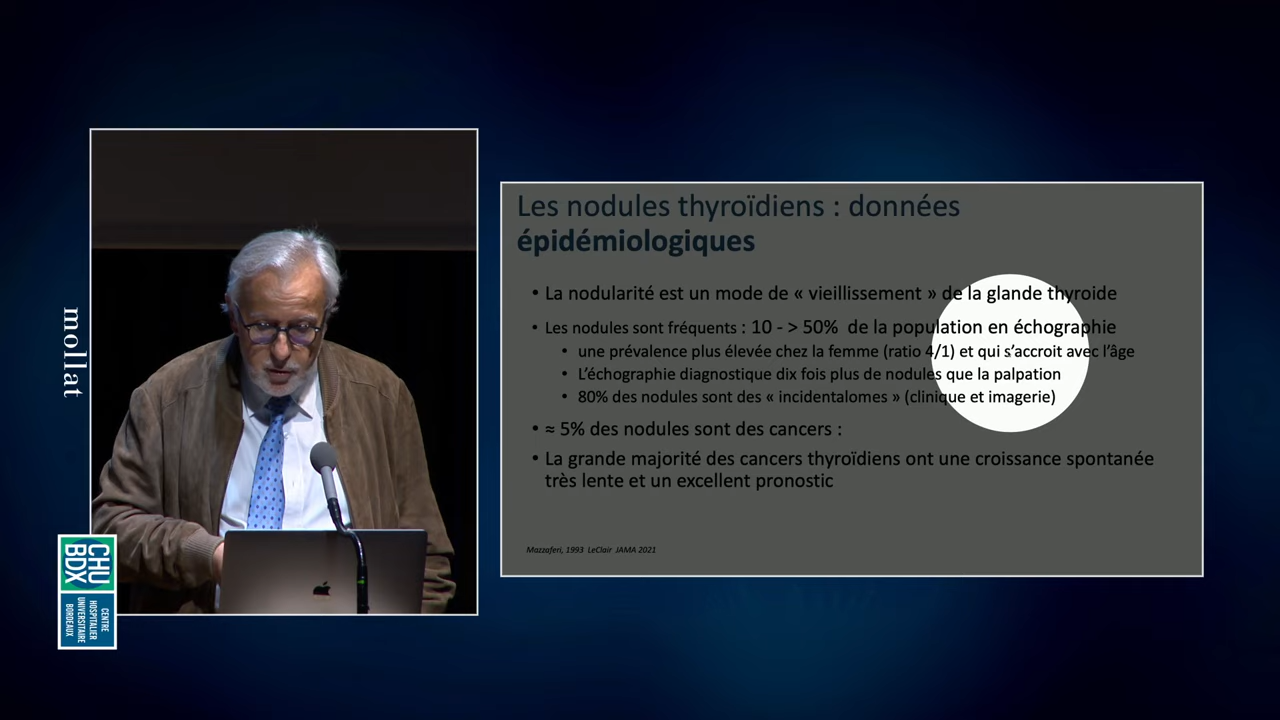 Les nodules thyroïdiens : données
épidémiologiques
• La nodularité est un mode de « vieillissement » de la glande thyroide
• Les nodules sont fréquents : 10 - > 50% de la population en échographie
• une prévalence plus élevée chez la femme (ratio 4/1) et qui s'accroit avec l'âge
• L'échographie diagnostique dix fois plus de nodules que la palpation
• 80% des nodules sont des « incidentalomes » (clinique et imagerie)
• ≈ 5% des nodules sont des cancers :
• La grande majorité des cancers thyroïdiens ont une croissance spontanée
très lente et un excellent pronostic
Mazzaferi, 1993 LeClair JAMA 2021
mollat
CHU
BDX
CENTRE
HOSPITALIER
UNIVERSITAIRE
BORDEAUX